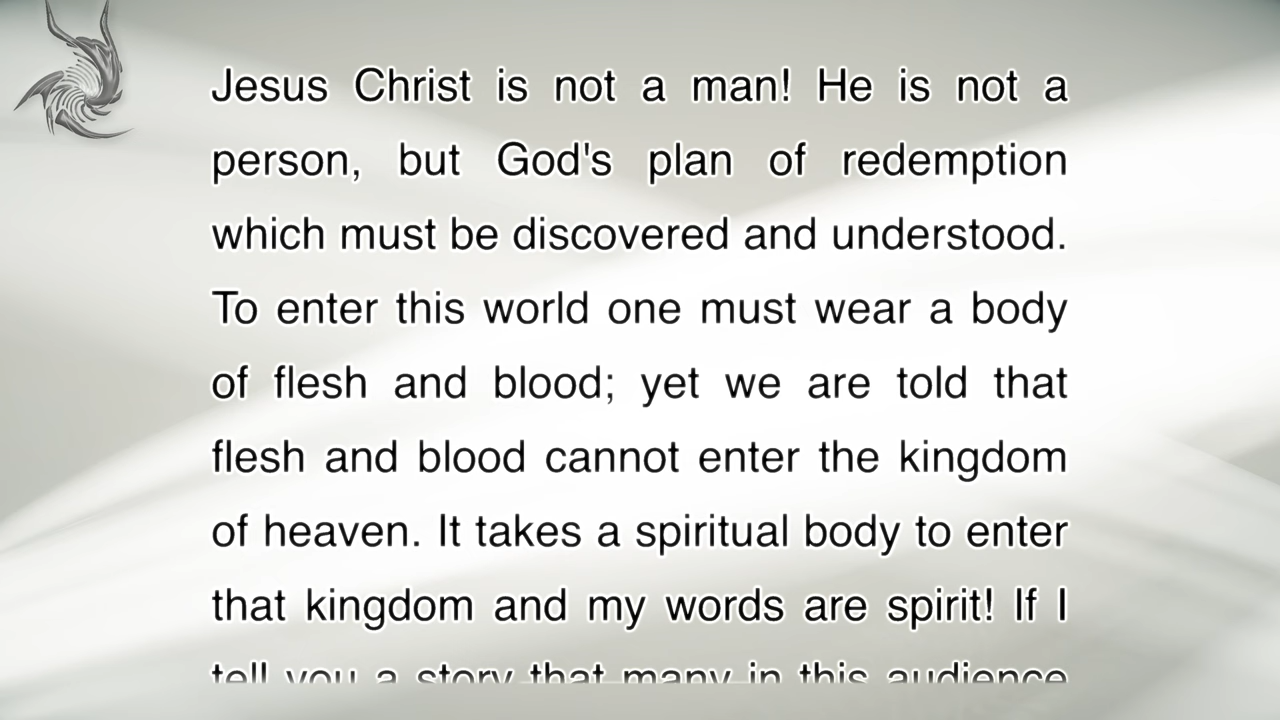 Jesus Christ is not a man! He is not a
person, but God's plan of redemption
which must be discovered and understood.
To enter this world one must wear a body
of flesh and blood; yet we are told that
flesh and blood cannot enter the kingdom
of heaven. It takes a spiritual body to enter
that kingdom and my words are spirit! If I
tell you a story that many in this audience